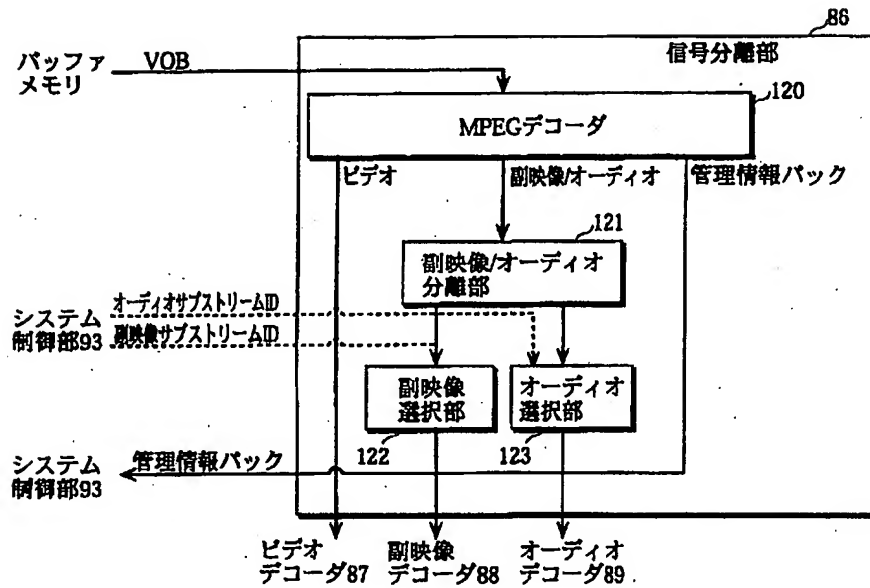 86
信号分離部
バッファ
メモリ
VOB
120
MPEGデコーダ
ビデオ
副映像/オーディオ
管理情報パック
121
副映像/オーディオ
分離部
オーディオサブストリームID
システム
制御部93
副映像サブストリームID
副映像
選択部
オーディオ
選択部
122
123
システム
制御部93
管理情報パック
ビデオ
デコーダ87
副映像
デコーダ88
オーディオ
デコーダ89